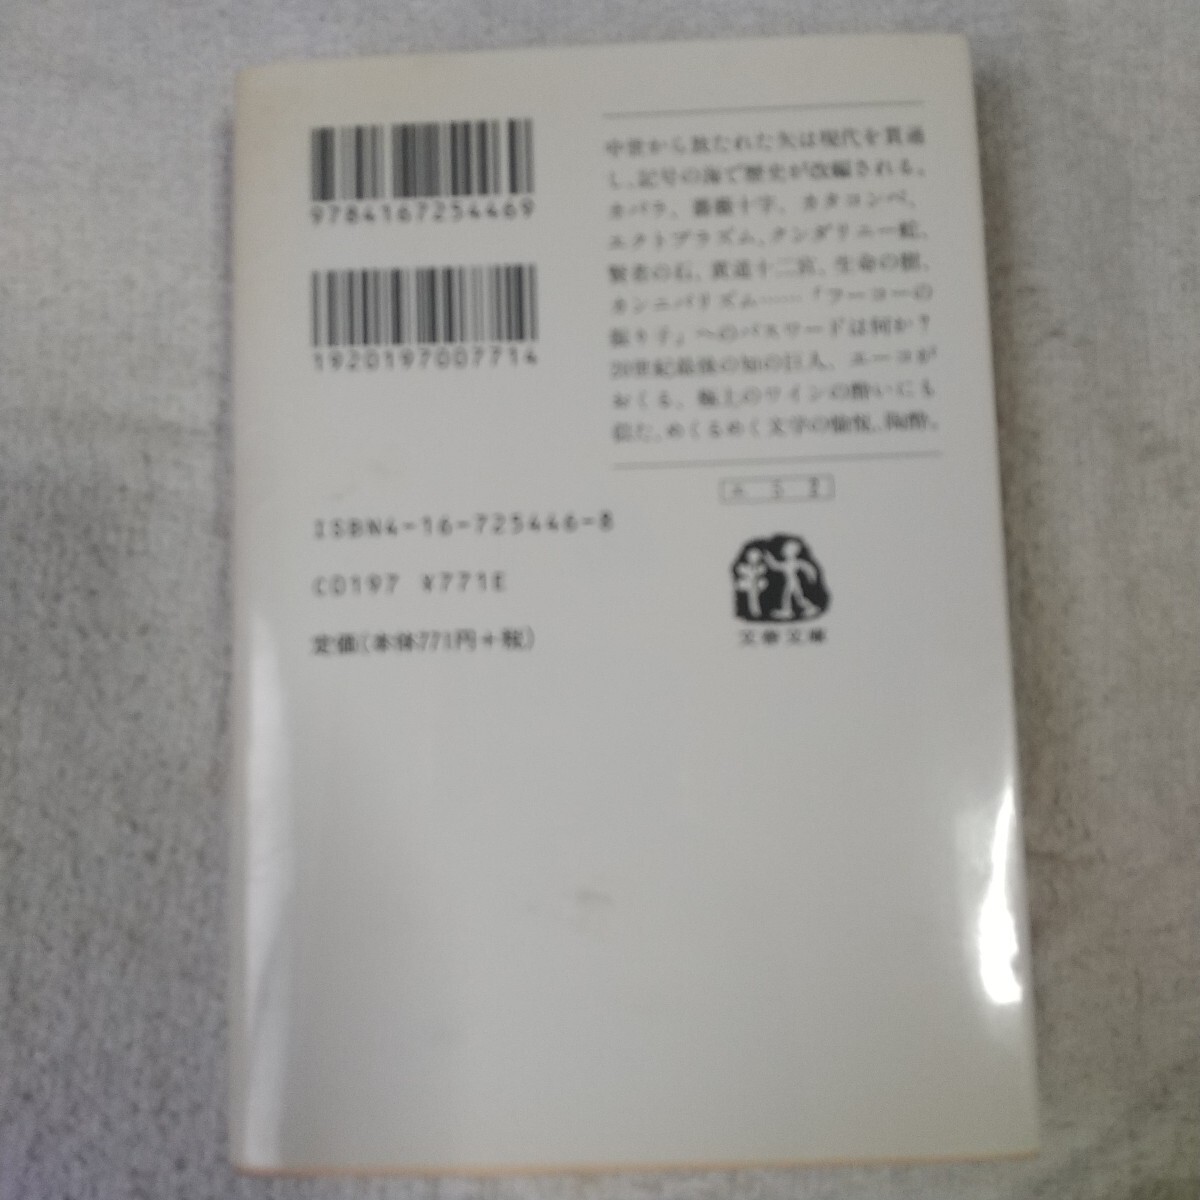 9784167254469
1920197007714
ISBN4-16-725446-8
C0197 ¥771E
定価(本体771円+税)
中世から放たれた矢は現代を貫通
し、記号の海で歴史が改編される。
カバラ、薔薇十字、カタコンベ、
エクトプラズム、クンダリニー蛇、
賢者の石、黄道十二宮、生命の樹、
カンニバリズム……「フーコーの
振り子」へのパスワードは何か?
20世紀最後の知の巨人、エーコが
おくる、極上のワインの酔いにも
似た、めくるめく文字の愉悦、陶酔。
文春文庫